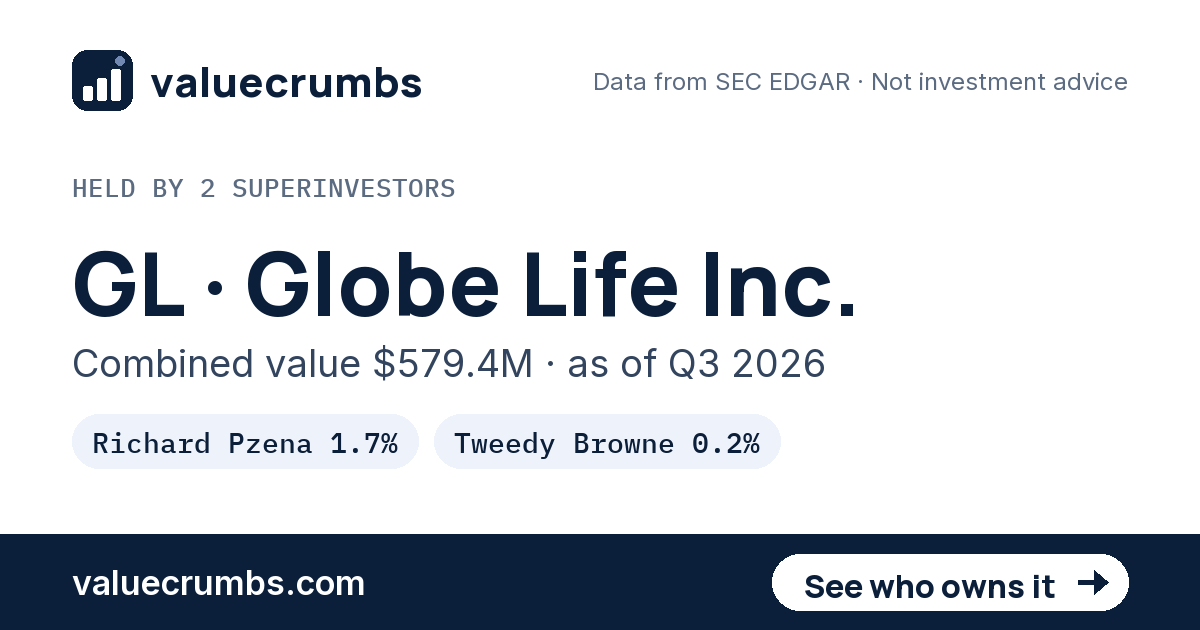 valuecrumbs
Data from SEC EDGAR · Not investment advice
HELD BY 2 SUPERINVESTORS
GL · Globe Life Inc.
Combined value $579.4M · as of Q3 2026
Richard Pzena 1.7%
Tweedy Browne 0.2%
valuecrumbs.com
See who owns it →